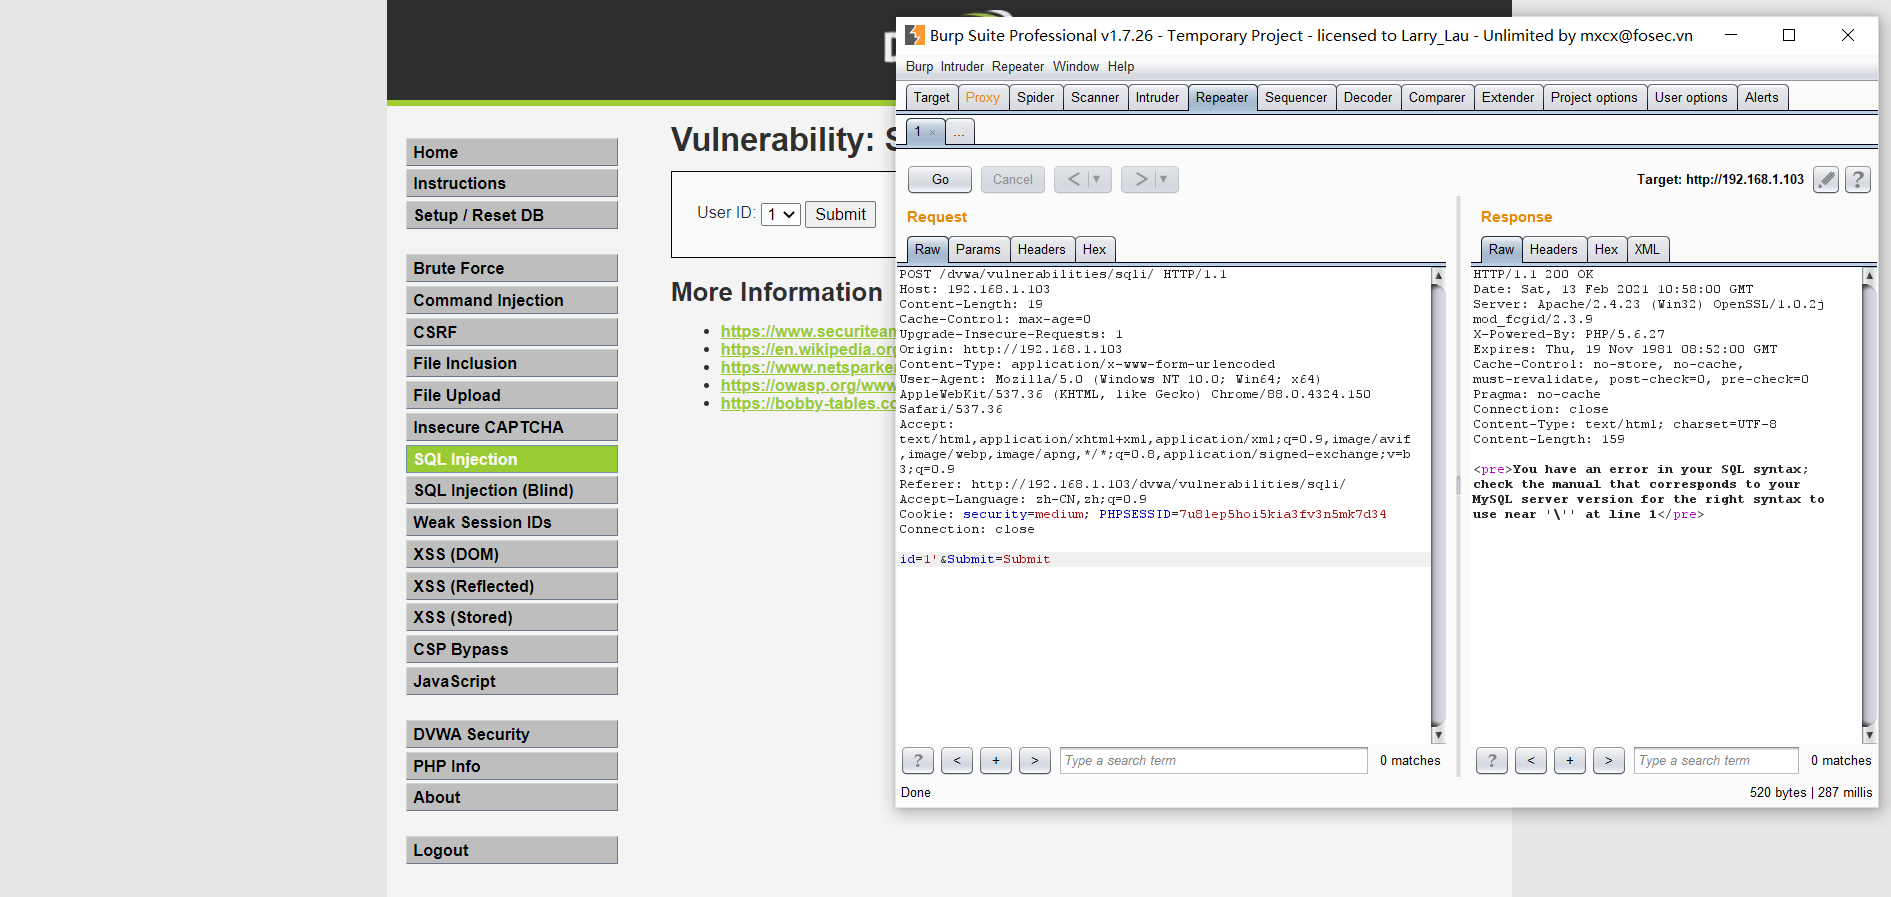 Home
Instructions
Setup / Reset DB
Brute Force
Command Injection
CSRF
File Inclusion
File Upload
Insecure CAPTCHA
SQL Injection
SQL Injection (Blind)
Weak Session IDs
XSS (DOM)
XSS (Reflected)
XSS (Stored)
CSP Bypass
JavaScript
DVWA Security
PHP Info
About
Logout
Vulnerability: S
User ID: 1 Submit
More Information
https://www.securitean
https://en.wikipedia.org
https://www.netsparker
https://owasp.org/www
https://bobby-tables.co
Burp Suite Professional v1.7.26 - Temporary Project - licensed to Larry_Lau - Unlimited by mxcx@fosec.vn
Burp Intruder Repeater Window Help
Target Proxy Spider Scanner Intruder Repeater Sequencer Decoder Comparer Extender Project options User options Alerts
1 × ...
Go Cancel < ▼ > ▼ Target: http://192.168.1.103 ?
Request
Raw Params Headers Hex
POST /dvwa/vulnerabilities/sqli/ HTTP/1.1
Host: 192.168.1.103
Content-Length: 19
Cache-Control: max-age=0
Upgrade-Insecure-Requests: 1
Origin: http://192.168.1.103
Content-Type: application/x-www-form-urlencoded
User-Agent: Mozilla/5.0 (Windows NT 10.0; Win64; x64)
AppleWebKit/537.36 (KHTML, like Gecko) Chrome/88.0.4324.150
Safari/537.36
Accept:
text/html,application/xhtml+xml,application/xml;q=0.9,image/avif
,image/webp,image/apng,*/*;q=0.8,application/signed-exchange;v=b
3;q=0.9
Referer: http://192.168.1.103/dvwa/vulnerabilities/sqli/
Accept-Language: zh-CN,zh;q=0.9
Cookie: security=medium; PHPSESSID=7u8lep5hoi5kia3fv3n5mk7d34
Connection: close
id=1'&Submit=Submit
? < + > Type a search term 0 matches
Response
Raw Headers Hex XML
HTTP/1.1 200 OK
Date: Sat, 13 Feb 2021 10:58:00 GMT
Server: Apache/2.4.23 (Win32) OpenSSL/1.0.2j
mod_fcgid/2.3.9
X-Powered-By: PHP/5.6.27
Expires: Thu, 19 Nov 1981 08:52:00 GMT
Cache-Control: no-store, no-cache,
must-revalidate, post-check=0, pre-check=0
Pragma: no-cache
Connection: close
Content-Type: text/html; charset=UTF-8
Content-Length: 159
<pre>You have an error in your SQL syntax;
check the manual that corresponds to your
MySQL server version for the right syntax to
use near '\'' at line 1</pre>
? < + > Type a search term 0 matches
Done
520 bytes | 287 millis